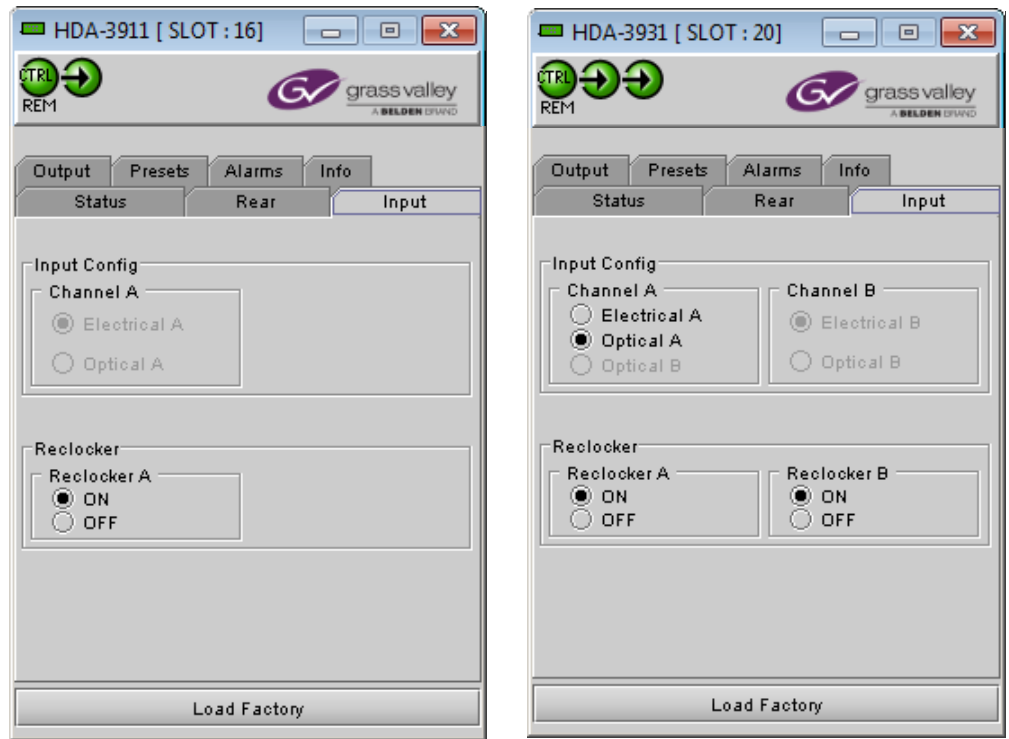 HDA-3911 [ SLOT : 16]
CTRL
REM
GV grass valley
A BELDEN BRAND
Output Presets Alarms Info
Status Rear Input
Input Config
Channel A
Electrical A
Optical A
Reclocker
Reclocker A
ON
OFF
Load Factory
HDA-3931 [ SLOT : 20]
CTRL
REM
GV grass valley
A BELDEN BRAND
Output Presets Alarms Info
Status Rear Input
Input Config
Channel A Channel B
Electrical A Electrical B
Optical A Optical B
Optical B
Reclocker
Reclocker A Reclocker B
ON ON
OFF OFF
Load Factory